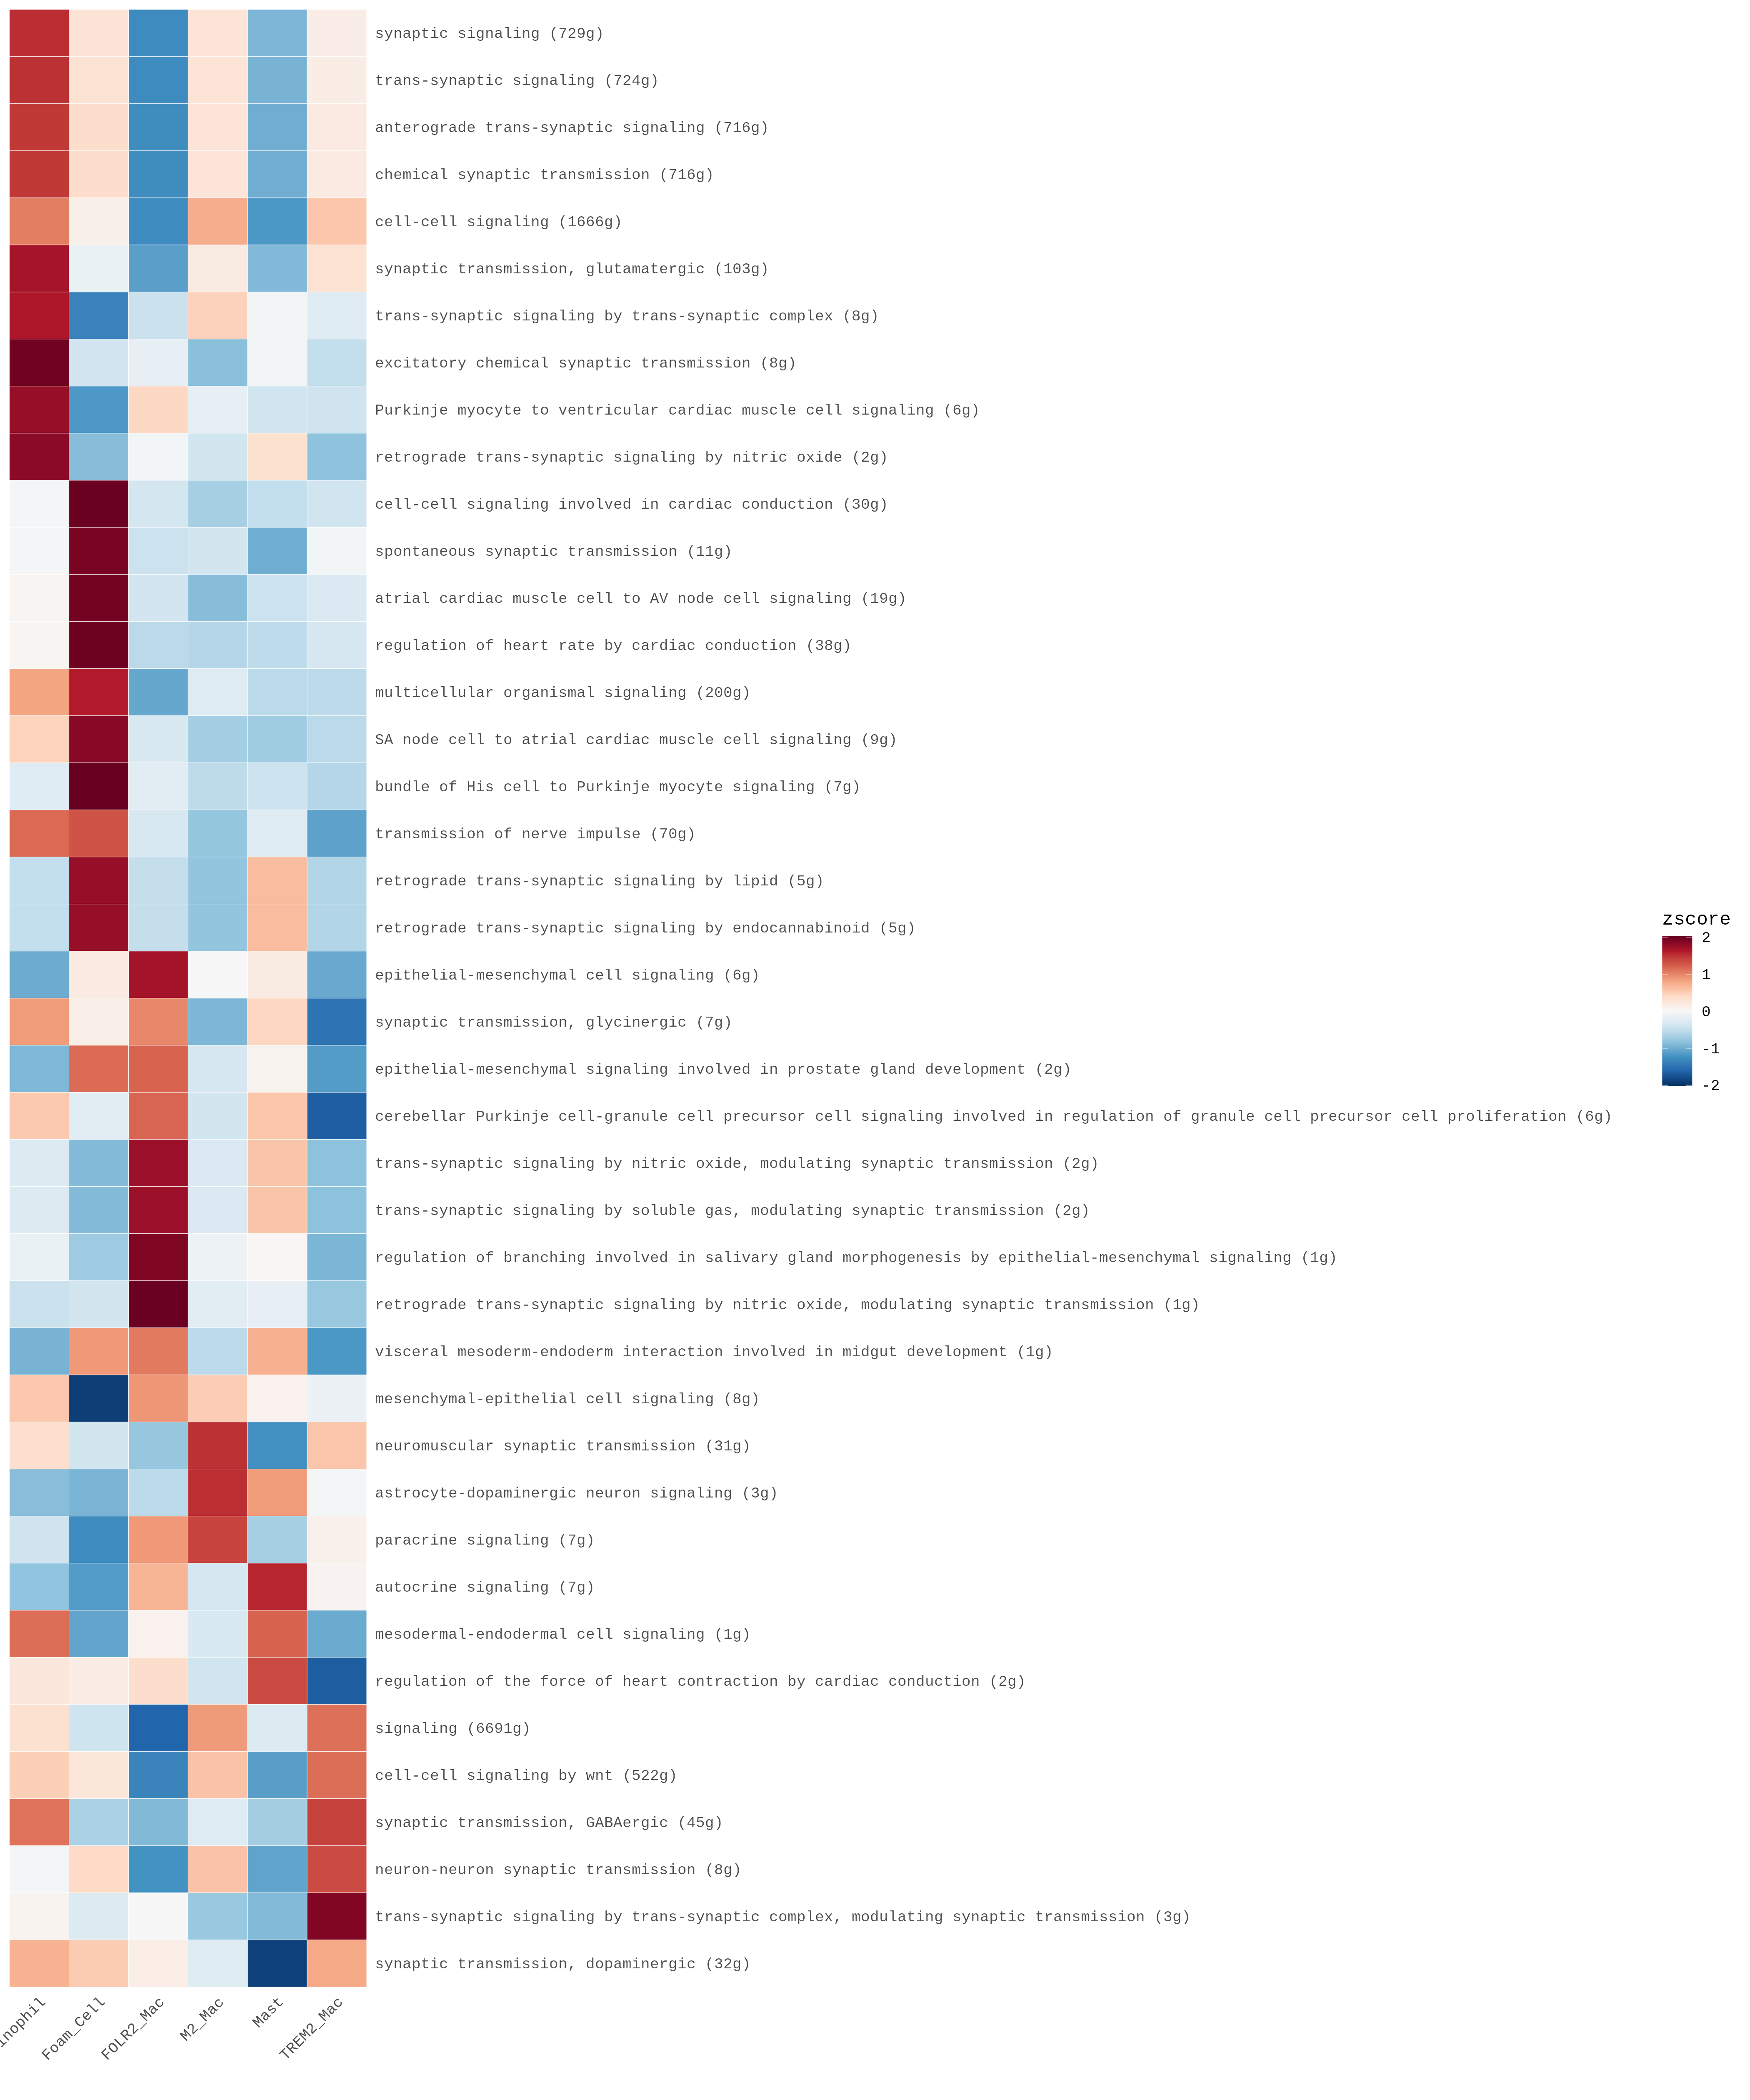 synaptic signaling (729g)
trans-synaptic signaling (724g)
anterograde trans-synaptic signaling (716g)
chemical synaptic transmission (716g)
cell-cell signaling (1666g)
synaptic transmission, glutamatergic (103g)
trans-synaptic signaling by trans-synaptic complex (8g)
excitatory chemical synaptic transmission (8g)
Purkinje myocyte to ventricular cardiac muscle cell signaling (6g)
retrograde trans-synaptic signaling by nitric oxide (2g)
cell-cell signaling involved in cardiac conduction (30g)
spontaneous synaptic transmission (11g)
atrial cardiac muscle cell to AV node cell signaling (19g)
regulation of heart rate by cardiac conduction (38g)
multicellular organismal signaling (200g)
SA node cell to atrial cardiac muscle cell signaling (9g)
bundle of His cell to Purkinje myocyte signaling (7g)
transmission of nerve impulse (70g)
retrograde trans-synaptic signaling by lipid (5g)
retrograde trans-synaptic signaling by endocannabinoid (5g)
epithelial-mesenchymal cell signaling (6g)
synaptic transmission, glycinergic (7g)
epithelial-mesenchymal signaling involved in prostate gland development (2g)
cerebellar Purkinje cell-granule cell precursor cell signaling involved in regulation of granule cell precursor cell proliferation (6g)
trans-synaptic signaling by nitric oxide, modulating synaptic transmission (2g)
trans-synaptic signaling by soluble gas, modulating synaptic transmission (2g)
regulation of branching involved in salivary gland morphogenesis by epithelial-mesenchymal signaling (1g)
retrograde trans-synaptic signaling by nitric oxide, modulating synaptic transmission (1g)
visceral mesoderm-endoderm interaction involved in midgut development (1g)
mesenchymal-epithelial cell signaling (8g)
neuromuscular synaptic transmission (31g)
astrocyte-dopaminergic neuron signaling (3g)
paracrine signaling (7g)
autocrine signaling (7g)
mesodermal-endodermal cell signaling (1g)
regulation of the force of heart contraction by cardiac conduction (2g)
signaling (6691g)
cell-cell signaling by wnt (522g)
synaptic transmission, GABAergic (45g)
neuron-neuron synaptic transmission (8g)
trans-synaptic signaling by trans-synaptic complex, modulating synaptic transmission (3g)
synaptic transmission, dopaminergic (32g)
Foam_Cell
FOLR2_Mac
M2_Mac
Mast
TREM2_Mac
zscore
2
1
0
-1
-2